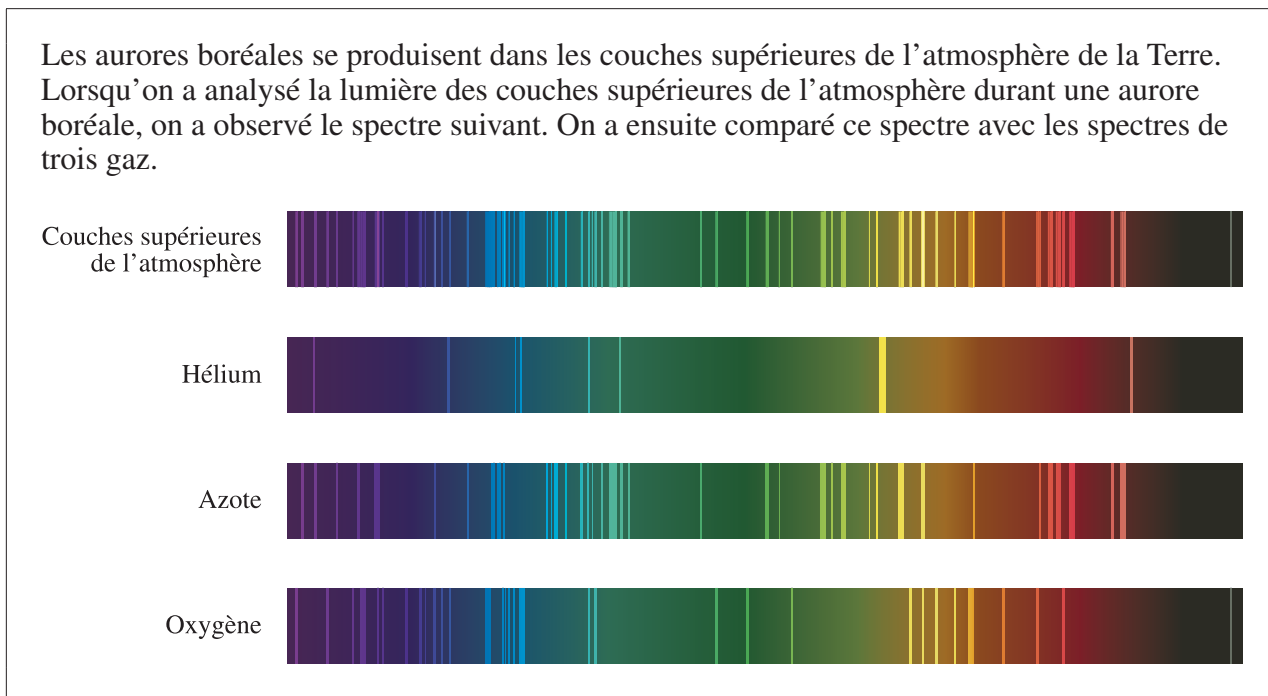 Les aurores boréales se produisent dans les couches supérieures de l’atmosphère de la Terre.
Lorsqu’on a analysé la lumière des couches supérieures de l’atmosphère durant une aurore
boréale, on a observé le spectre suivant. On a ensuite comparé ce spectre avec les spectres de
trois gaz.
Couches supérieures
de l’atmosphère
Hélium
Azote
Oxygène